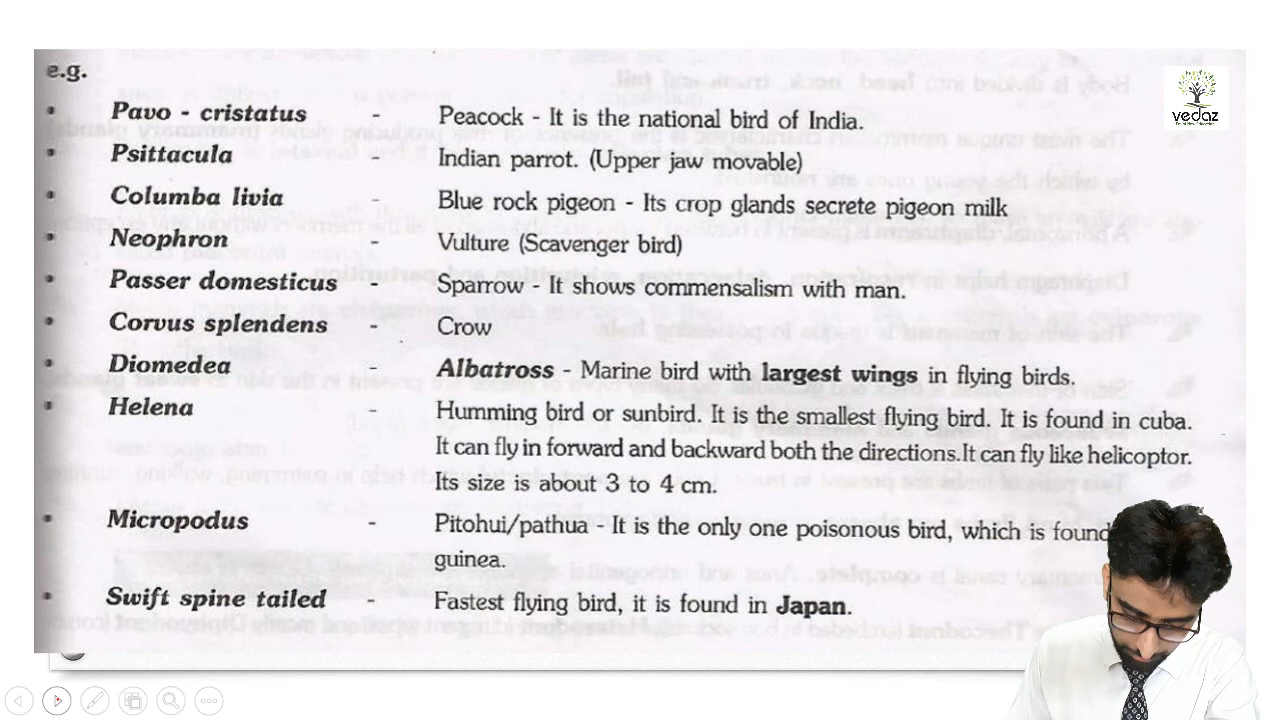 e.g.
• Pavo - cristatus - Peacock - It is the national bird of India.
• Psittacula - Indian parrot. (Upper jaw movable)
• Columba livia - Blue rock pigeon - Its crop glands secrete pigeon milk
• Neophron - Vulture (Scavenger bird)
• Passer domesticus - Sparrow - It shows commensalism with man.
• Corvus splendens - Crow
• Diomedea - Albatross - Marine bird with largest wings in flying birds.
• Helena - Humming bird or sunbird. It is the smallest flying bird. It is found in cuba.
It can fly in forward and backward both the directions.It can fly like helicoptor.
Its size is about 3 to 4 cm.
• Micropodus - Pitohui/pathua - It is the only one poisonous bird, which is found
guinea.
• Swift spine tailed - Fastest flying bird, it is found in Japan.
vedaz